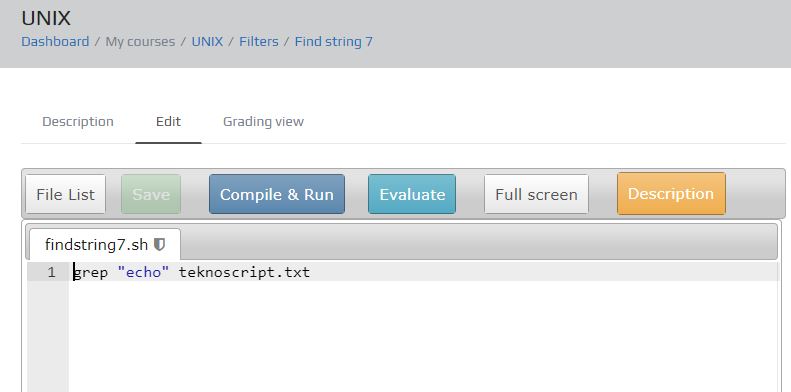 UNIX
Dashboard / My courses / UNIX / Filters / Find string 7
Description Edit Grading view
File List Save Compile & Run Evaluate Full screen Description
findstring7.sh
1 grep "echo" teknoscript.txt